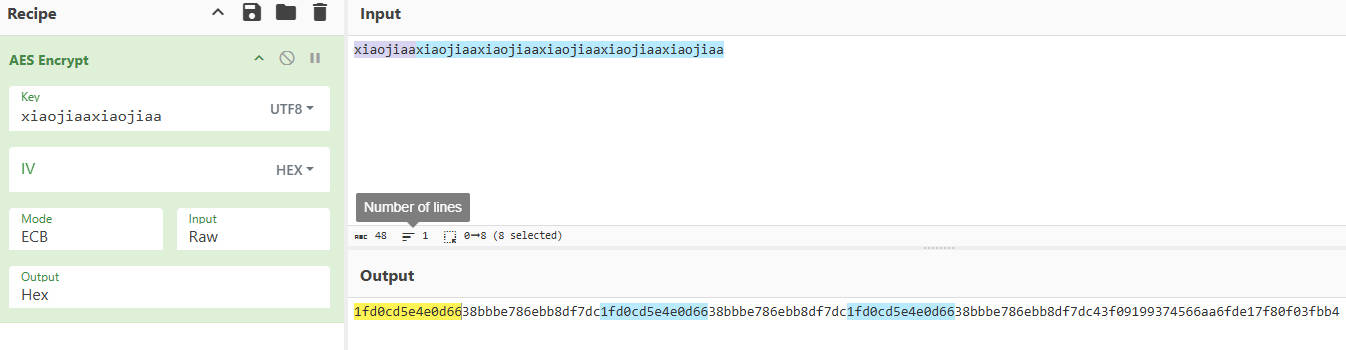 Recipe
Input
xiaojiaaxiaojiaaxiaojiaaxiaojiaaxiaojiaaxiaojiaa
AES Encrypt
Key
xiaojiaaxiaojiaa
UTF8
IV
HEX
Number of lines
Mode
ECB
Input
Raw
ABC 48 1 0→8 (8 selected)
Output
Hex
Output
1fd0cd5e4e0d6638bbbe786ebb8df7dc1fd0cd5e4e0d6638bbbe786ebb8df7dc1fd0cd5e4e0d6638bbbe786ebb8df7dc43f09199374566aa6fde17f80f03fbb4